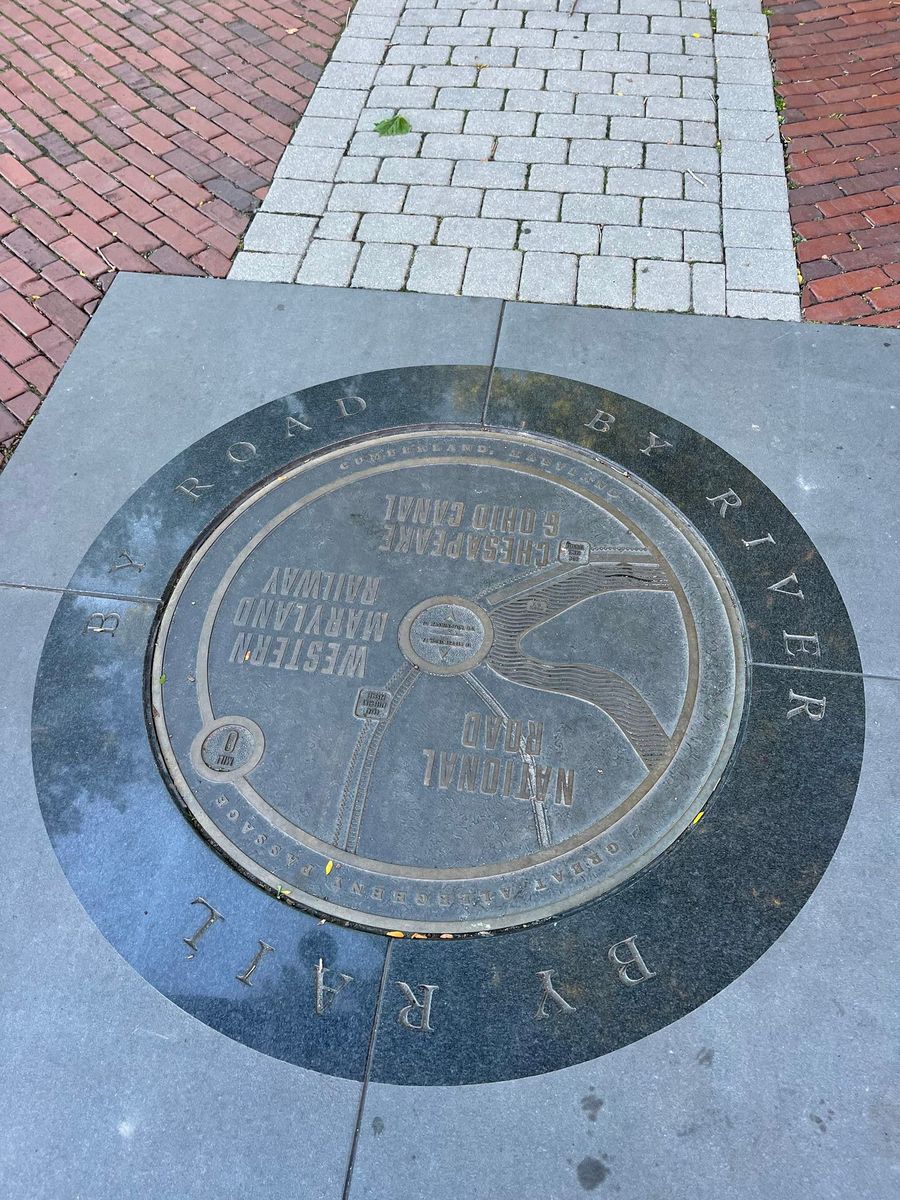 BY ROAD
BY RIVER
BY RAIL
CUMBERLAND, MARYLAND
GREAT ALLEGHENY PASSAGE
CHESAPEAKE
& OHIO CANAL
WESTERN
MARYLAND
RAILWAY
NATIONAL
ROAD
MILE
0